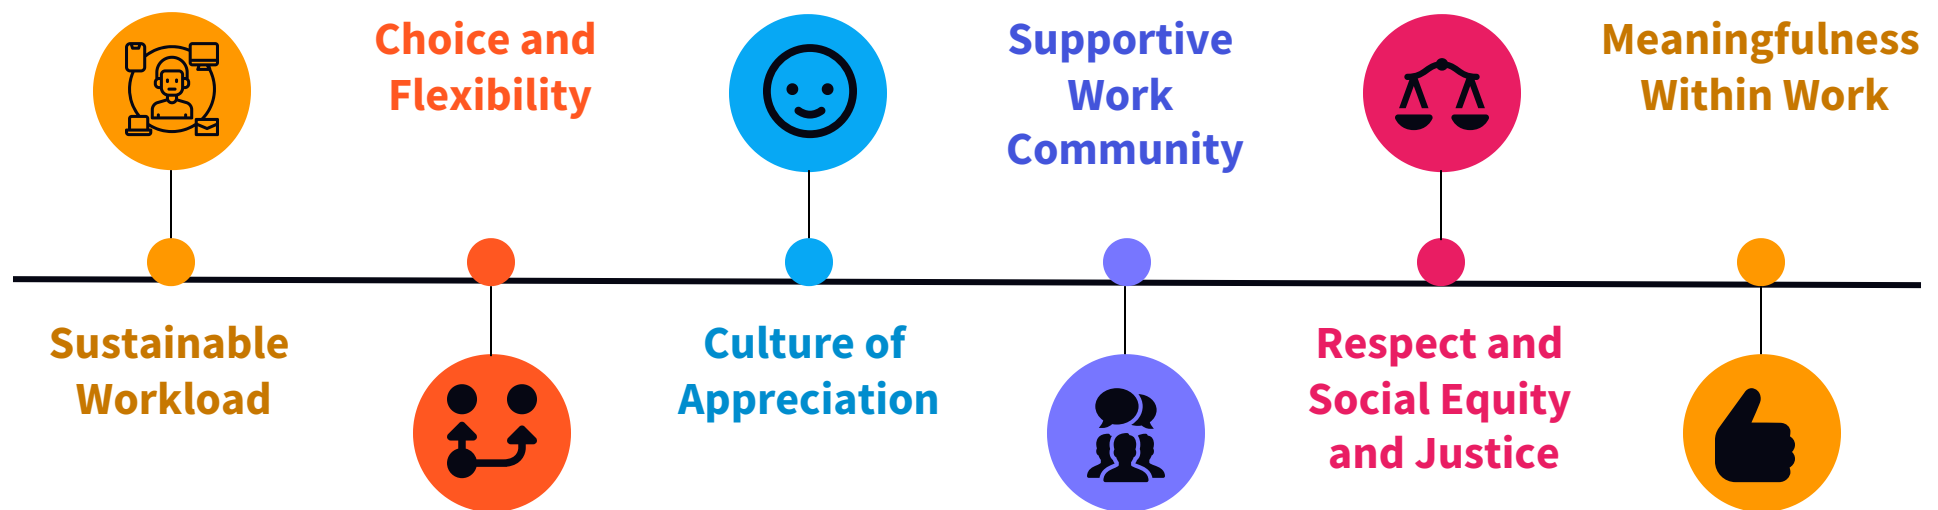 Sustainable
Workload
Choice and
Flexibility
Culture of
Appreciation
Supportive
Work
Community
Respect and
Social Equity
and Justice
Meaningfulness
Within Work